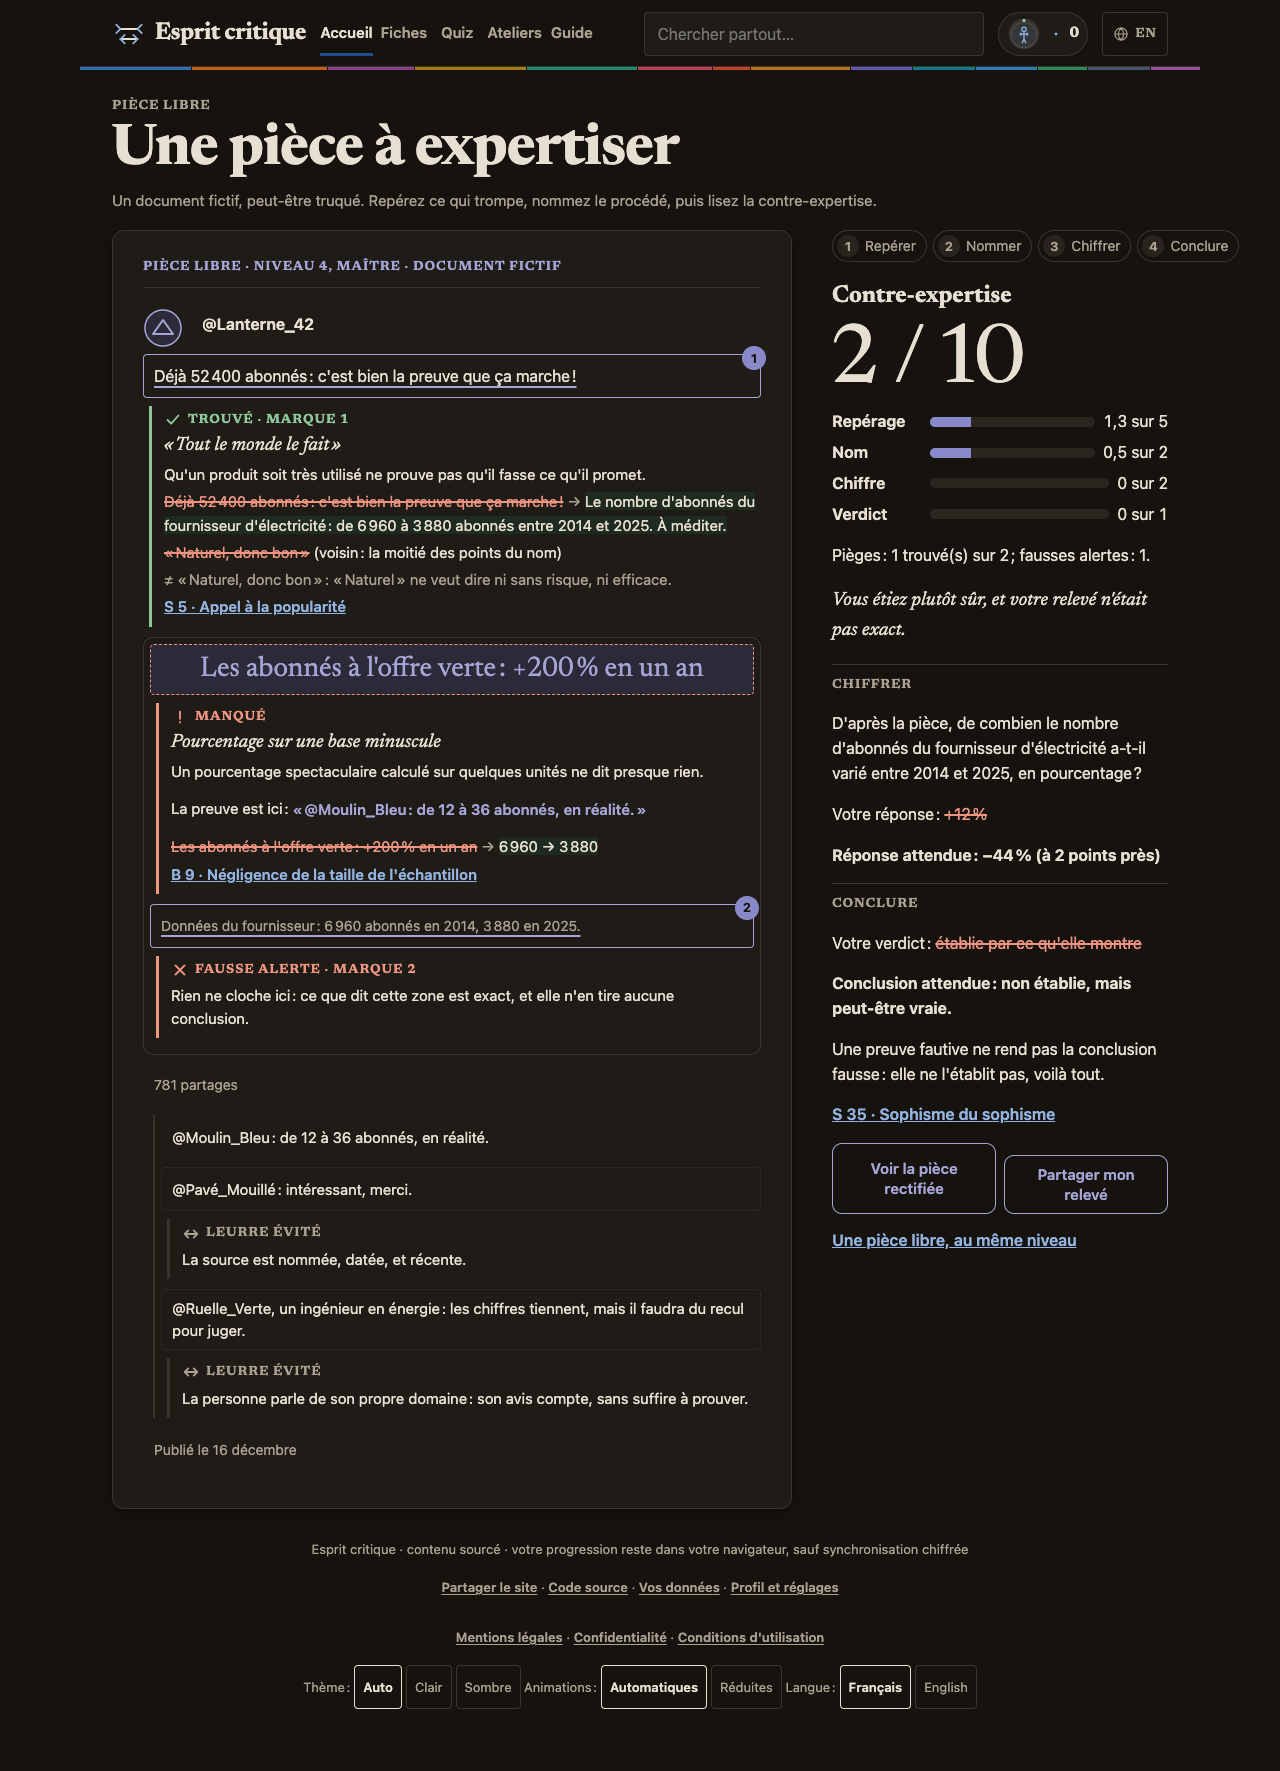 Esprit critique
Accueil Fiches Quiz Ateliers Guide
Chercher partout...
· 0
EN
PIÈCE LIBRE
Une pièce à expertiser
Un document fictif, peut-être truqué. Repérez ce qui trompe, nommez le procédé, puis lisez la contre-expertise.
PIÈCE LIBRE · NIVEAU 4, MAÎTRE · DOCUMENT FICTIF
@Lanterne_42
1
Déjà 52 400 abonnés : c'est bien la preuve que ça marche !
TROUVÉ · MARQUE 1
« Tout le monde le fait »
Qu'un produit soit très utilisé ne prouve pas qu'il fasse ce qu'il promet.
Déjà 52 400 abonnés : c'est bien la preuve que ça marche ! → Le nombre d'abonnés du
fournisseur d'électricité : de 6 960 à 3 880 abonnés entre 2014 et 2025. À méditer.
« Naturel, donc bon » (voisin : la moitié des points du nom)
≠ « Naturel, donc bon » : « Naturel » ne veut dire ni sans risque, ni efficace.
S 5 · Appel à la popularité
Les abonnés à l'offre verte : +200 % en un an
! MANQUÉ
Pourcentage sur une base minuscule
Un pourcentage spectaculaire calculé sur quelques unités ne dit presque rien.
La preuve est ici : « @Moulin_Bleu : de 12 à 36 abonnés, en réalité. »
Les abonnés à l'offre verte : +200 % en un an → 6 960 → 3 880
B 9 · Négligence de la taille de l'échantillon
2
Données du fournisseur : 6 960 abonnés en 2014, 3 880 en 2025.
FAUSSE ALERTE · MARQUE 2
Rien ne cloche ici : ce que dit cette zone est exact, et elle n'en tire aucune
conclusion.
781 partages
@Moulin_Bleu : de 12 à 36 abonnés, en réalité.
@Pavé_Mouillé : intéressant, merci.
LEURRE ÉVITÉ
La source est nommée, datée, et récente.
@Ruelle_Verte, un ingénieur en énergie : les chiffres tiennent, mais il faudra du recul
pour juger.
LEURRE ÉVITÉ
La personne parle de son propre domaine : son avis compte, sans suffire à prouver.
Publié le 16 décembre
1 Repérer 2 Nommer 3 Chiffrer 4 Conclure
Contre-expertise
2 / 10
Repérage 1,3 sur 5
Nom 0,5 sur 2
Chiffre 0 sur 2
Verdict 0 sur 1
Pièges : 1 trouvé(s) sur 2 ; fausses alertes : 1.
Vous étiez plutôt sûr, et votre relevé n'était
pas exact.
CHIFFRER
D'après la pièce, de combien le nombre
d'abonnés du fournisseur d'électricité a-t-il
varié entre 2014 et 2025, en pourcentage ?
Votre réponse : +12 %
Réponse attendue : −44 % (à 2 points près)
CONCLURE
Votre verdict : établie par ce qu'elle montre
Conclusion attendue : non établie, mais
peut-être vraie.
Une preuve fautive ne rend pas la conclusion
fausse : elle ne l'établit pas, voilà tout.
S 35 · Sophisme du sophisme
Voir la pièce
rectifiée
Partager mon
relevé
Une pièce libre, au même niveau
Esprit critique · contenu sourcé · votre progression reste dans votre navigateur, sauf synchronisation chiffrée
Partager le site · Code source · Vos données · Profil et réglages
Mentions légales · Confidentialité · Conditions d'utilisation
Thème : Auto Clair Sombre Animations : Automatiques Réduites Langue : Français English